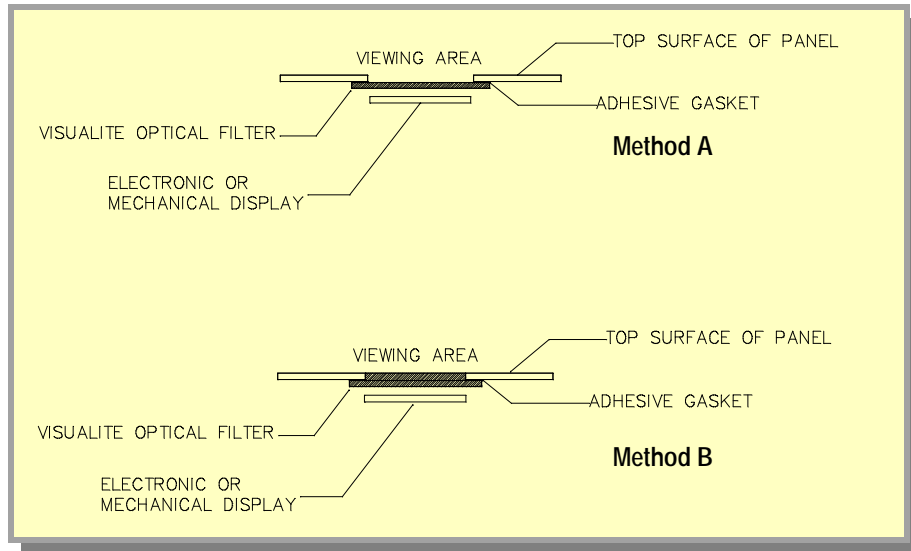 TOP SURFACE OF PANEL
VIEWING AREA
ADHESIVE GASKET
VISUALITE OPTICAL FILTER
Method A
ELECTRONIC OR
MECHANICAL DISPLAY
TOP SURFACE OF PANEL
VIEWING AREA
ADHESIVE GASKET
VISUALITE OPTICAL FILTER
Method B
ELECTRONIC OR
MECHANICAL DISPLAY